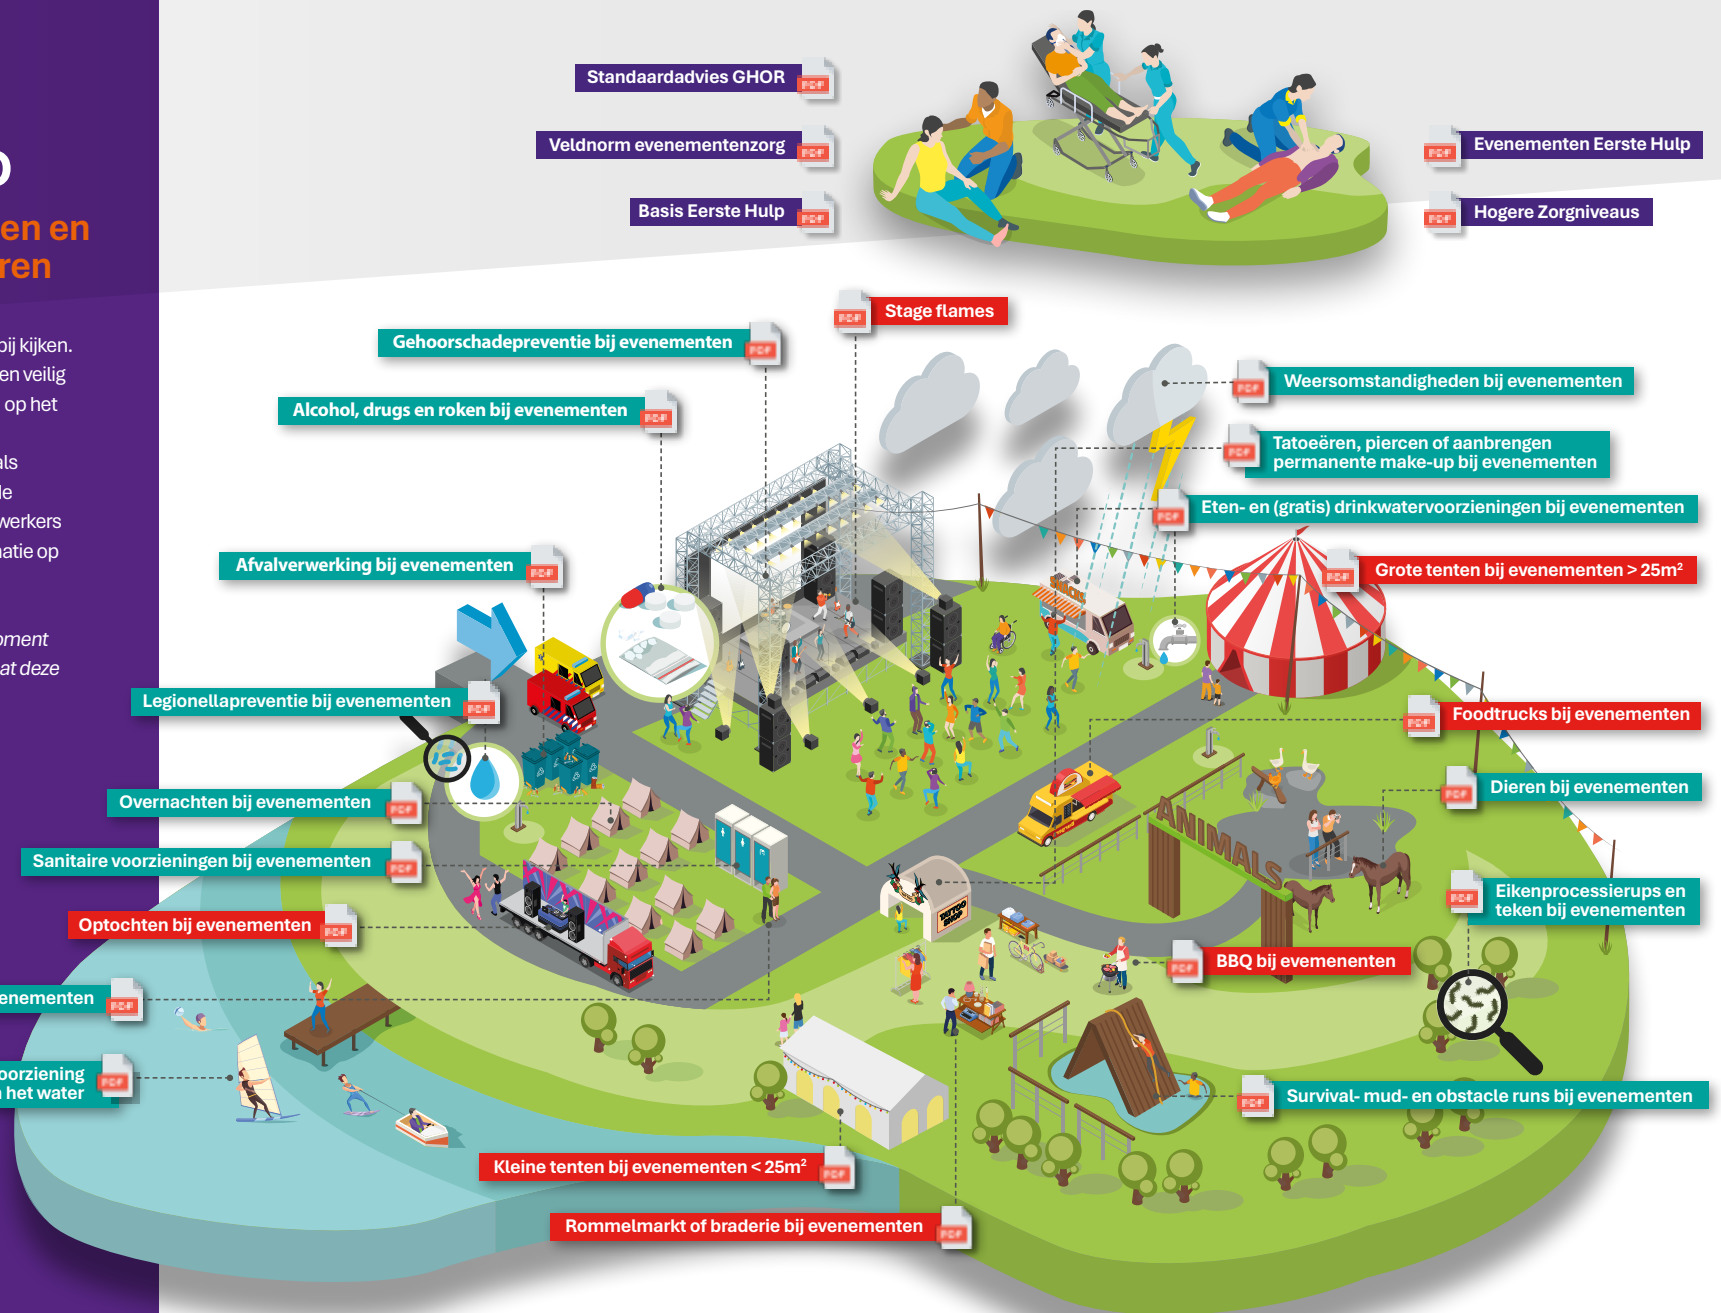 en en
ren
bij kijken.
en veilig
op het
als
de
werkers
matie op
oment
at deze
Standaardadvies GHOR
Veldnorm evenementenzorg
Basis Eerste Hulp
Evenementen Eerste Hulp
Hogere Zorgniveaus
Stage flames
Gehoorschadepreventie bij evenementen
Alcohol, drugs en roken bij evenementen
Weersomstandigheden bij evenementen
Tatoeëren, piercen of aanbrengen
permanente make-up bij evenementen
Eten- en (gratis) drinkwatervoorzieningen bij evenementen
Afvalverwerking bij evenementen
Grote tenten bij evenementen > 25m²
Legionellapreventie bij evenementen
Foodtrucks bij evenementen
Dieren bij evenementen
Overnachten bij evenementen
ANIMALS
Sanitaire voorzieningen bij evenementen
Eikenprocessierups en
teken bij evenementen
TATTOO
SHOP
Optochten bij evenementen
BBQ bij evemenenten
enementen
oorziening
het water
Survival- mud- en obstacle runs bij evenementen
Kleine tenten bij evenementen < 25m²
Rommelmarkt of braderie bij evenementen